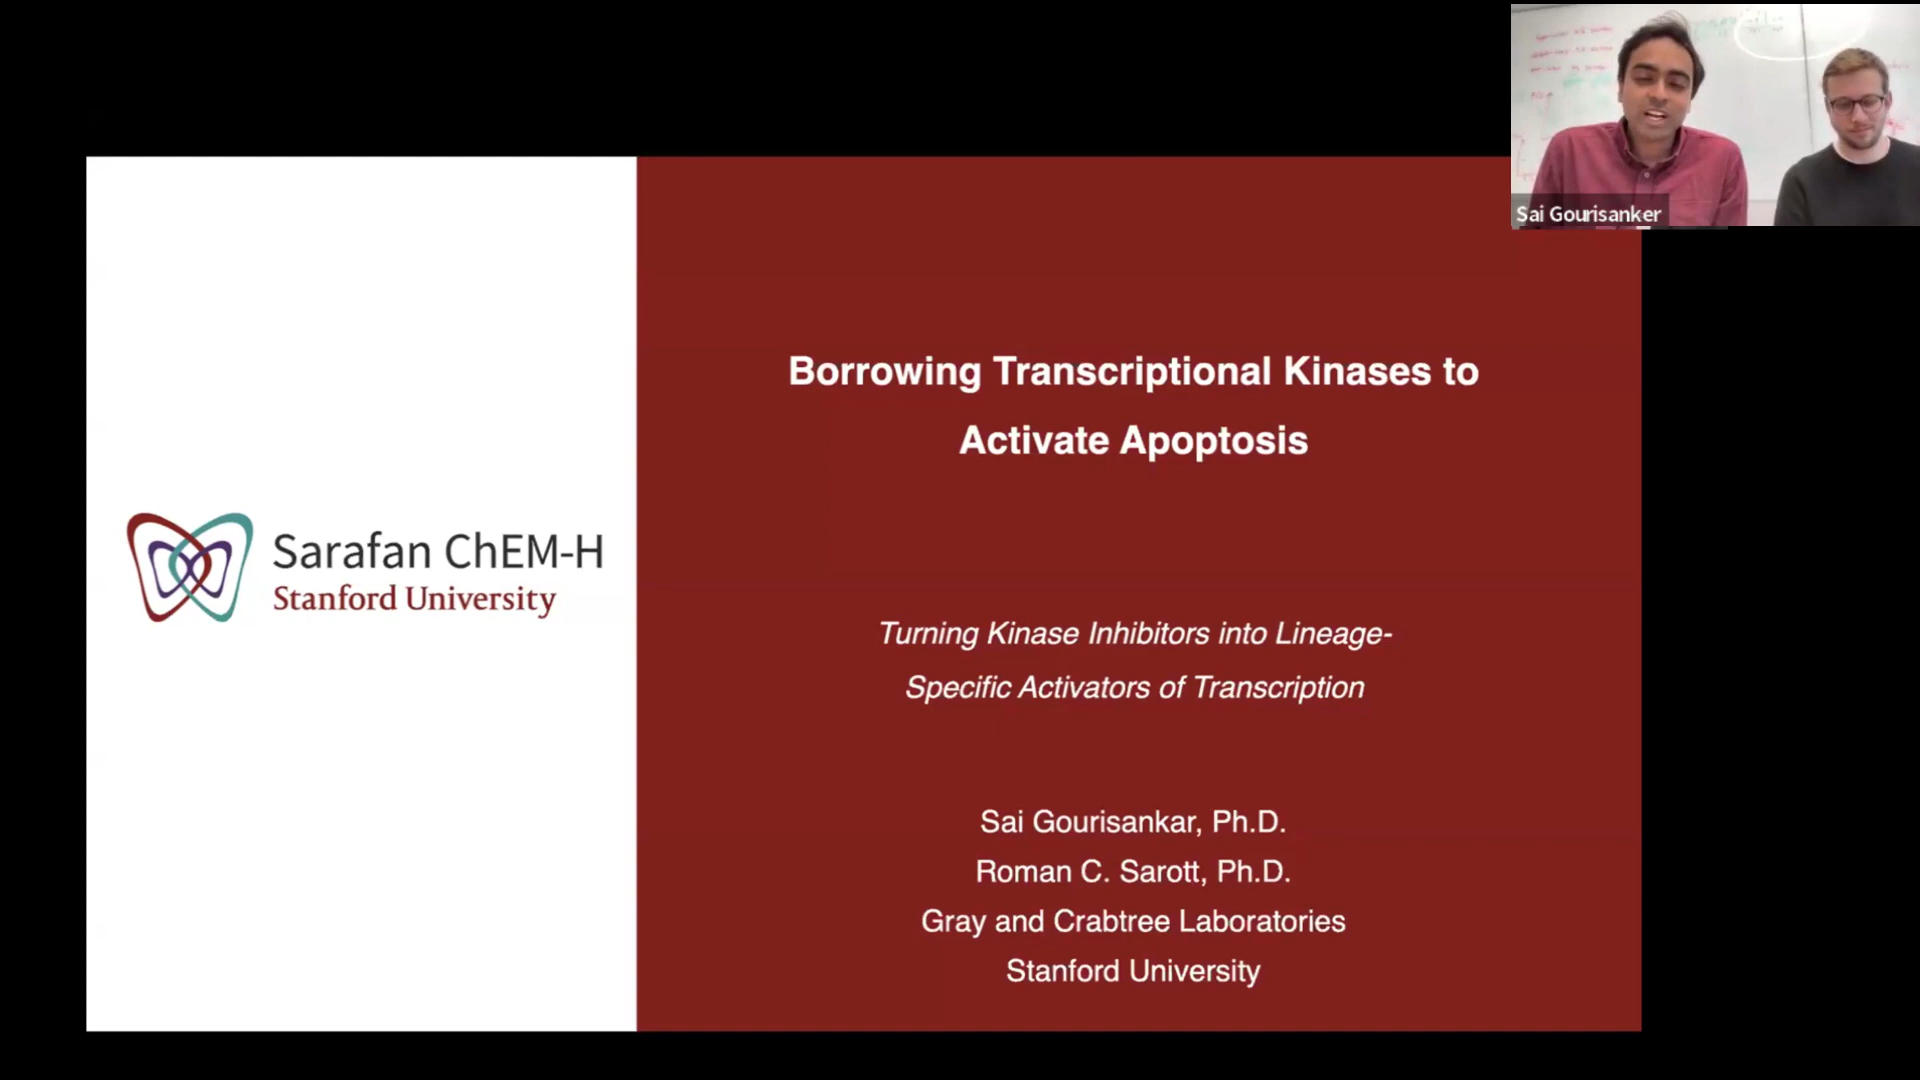 Sai Gourisanker
Borrowing Transcriptional Kinases to
Activate Apoptosis
Sarafan ChEM-H
Stanford University
Turning Kinase Inhibitors into Lineage-
Specific Activators of Transcription
Sai Gourisankar, Ph.D.
Roman C. Sarott, Ph.D.
Gray and Crabtree Laboratories
Stanford University